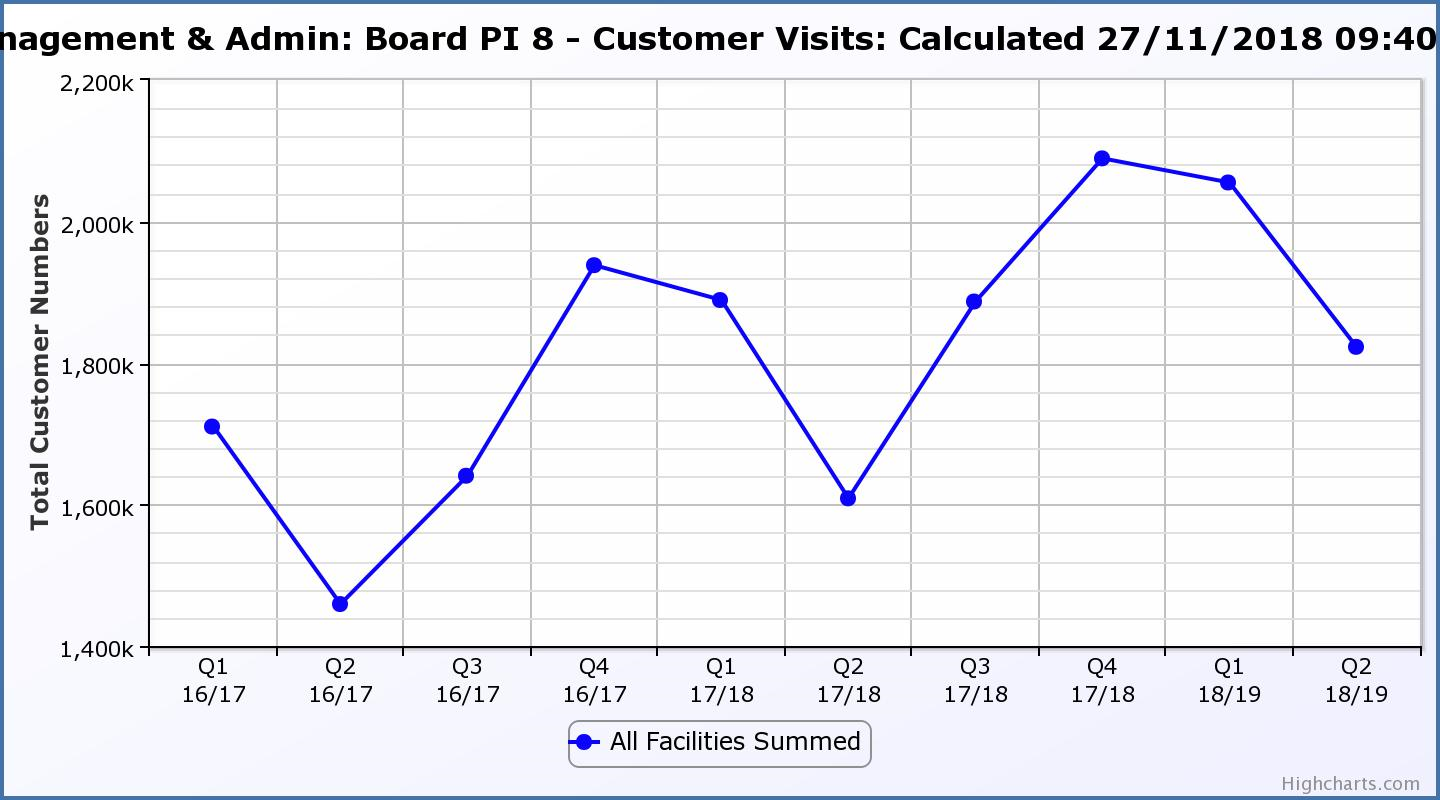 nagement & Admin: Board PI 8 - Customer Visits: Calculated 27/11/2018 09:40
2,200k
2,000k
1,800k
1,600k
1,400k
Total Customer Numbers
Q1 Q2 Q3 Q4 Q1 Q2 Q3 Q4 Q1 Q2
16/17 16/17 16/17 16/17 17/18 17/18 17/18 17/18 18/19 18/19
All Facilities Summed
Highcharts.com